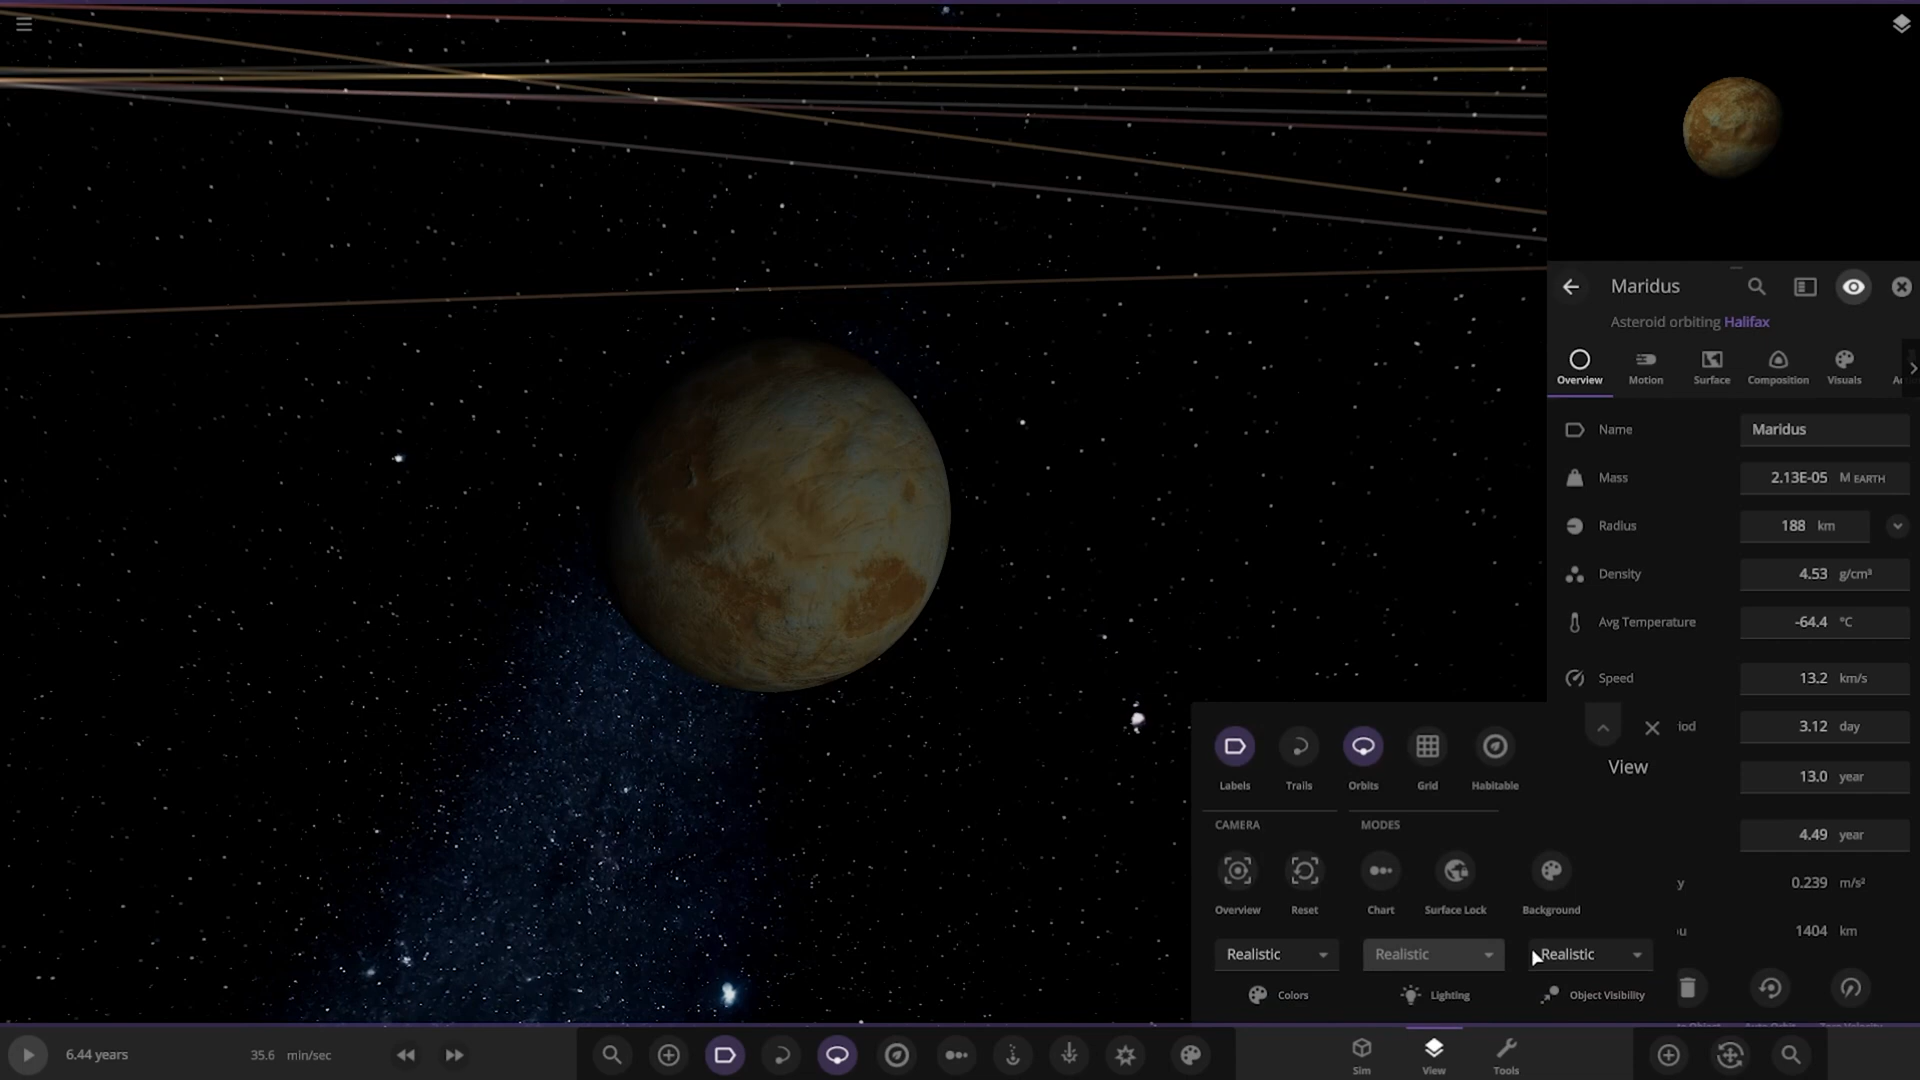 Maridus
Asteroid orbiting Halifax
Overview Motion Surface Composition Visuals
Name Maridus
Mass 2.13E-05 M EARTH
Radius 188 km
Density 4.53 g/cm³
Avg Temperature -64.4 °C
Speed 13.2 km/s
iod 3.12 day
View
13.0 year
4.49 year
y 0.239 m/s²
1404 km
Labels Trails Orbits Grid Habitable
CAMERA MODES
Overview Reset Chart Surface Lock Background
Realistic Realistic Realistic
Colors Lighting Object Visibility
6.44 years 35.6 min/sec
Sim View Tools